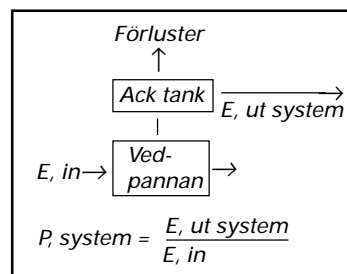 Förluster
Ack tank
E, ut system
Ved-
pannan
E, in
P, system = E, ut system
E, in